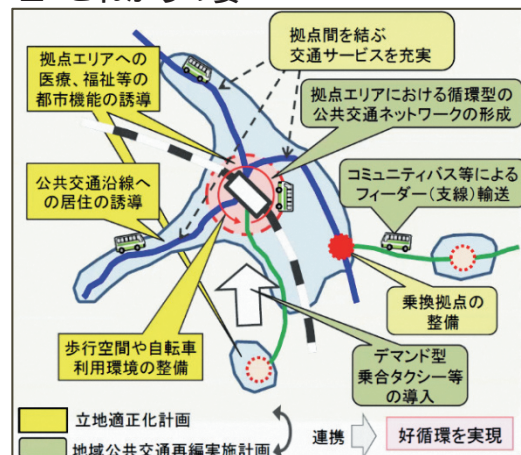 拠点エリアへの
医療、福祉等の
都市機能の誘導
拠点間を結ぶ
交通サービスを充実
拠点エリアにおける循環型の
公共交通ネットワークの形成
公共交通沿線へ
の居住の誘導
コミュニティバス等による
フィーダー(支線)輸送
乗換拠点の
整備
歩行空間や自転車
利用環境の整備
デマンド型
乗合タクシー等
の導入
立地適正化計画
地域公共交通再編実施計画
連携
好循環を実現